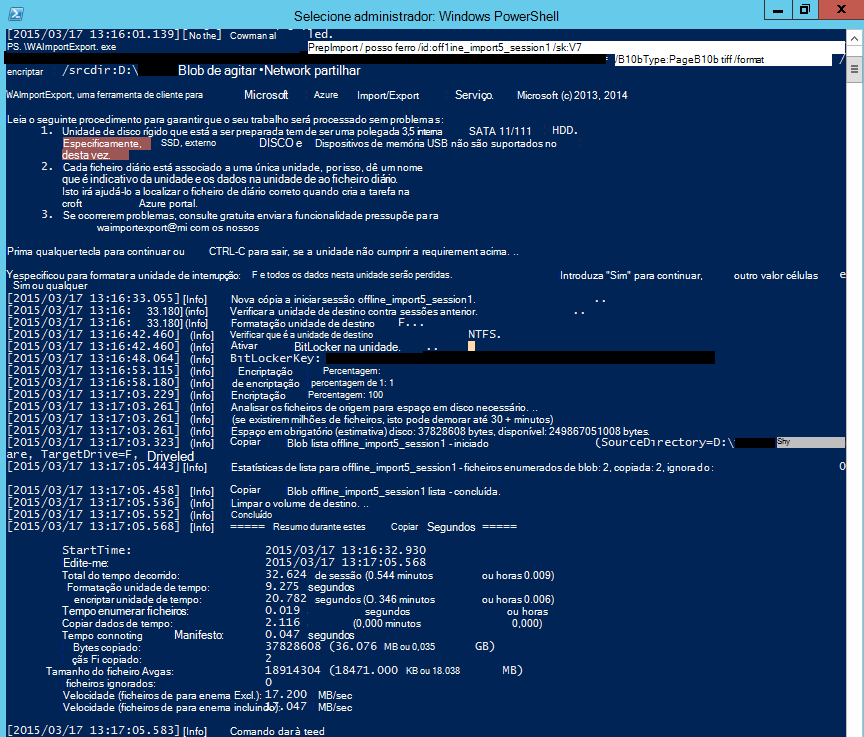 Selecione administrador: Windows PowerShell
[2015/03/17 13:16:01.139] [No the] Cowman al led.
PS. \WAImportExport. exe PrepImport / posso ferro /id:off1ine_import5_session1 /sk:V7
/B10bType:PageB10b tiff /format /
encriptar /srcdir:D:\ Blob de agitar •Network partilhar
WAImportExport, uma ferramenta de cliente para Microsoft Azure Import/Export Serviço. Microsoft (c) 2013, 2014
Leia o seguinte procedimento para garantir que o seu trabalho será processado sem problemas:
1. Unidade de disco rígido que está a ser preparada tem de ser uma polegada 3,5 interna SATA 11/111 HDD.
Especificamente, SSD, externo DISCO e Dispositivos de memória USB não são suportados no
desta vez.
2. Cada ficheiro diário está associado a uma única unidade, por isso, dê um nome
que é indicativo da unidade e os dados na unidade de ao ficheiro diário.
Isto irá ajudá-lo a localizar o ficheiro de diário correto quando cria a tarefa na
croft Azure portal.
3. Se ocorrerem problemas, consulte gratuita enviar a funcionalidade pressupõe para
waimportexport@mi com os nossos
Prima qualquer tecla para continuar ou CTRL-C para sair, se a unidade não cumprir a requirement acima. ..
Yespecificou para formatar a unidade de interrupção: F e todos os dados nesta unidade serão perdidas. Introduza "Sim" para continuar, outro valor células e
Sim ou qualquer
[2015/03/17 13:16:33.055] [Info] Nova cópia a iniciar sessão offline_import5_session1. ..
[2015/03/17 13:16: 33.180] (info] Verificar a unidade de destino contra sessões anterior. ..
[2015/03/17 13:16: 33.180] (Info] Formatação unidade de destino F...
[2015/03/17 13:16:42.460] (Info] Verificar que é a unidade de destino NTFS.
[2015/03/17 13:16:42.460] (Info] Ativar BitLocker na unidade. ..
[2015/03/17 13:16:48.064] [Info] BitLockerKey:
[2015/03/17 13:16:53.115] [Info] Encriptação Percentagem:
[2015/03/17 13:16:58.180] [Info] de encriptação percentagem de 1: 1
[2015/03/17 13:17:03.229] [Info] Encriptação Percentagem: 100
[2015/03/17 13:17:03.261] (Info] Analisar os ficheiros de origem para espaço em disco necessário. ..
[2015/03/17 13:17:03.261] (Info] (se existirem milhões de ficheiros, isto pode demorar até 30 + minutos)
[2015/03/17 13:17:03.261] (Info] Espaço em orgulhário (estimativa) disco: 37828608 bytes, disponível: 249867051008 bytes.
[2015/03/17 13:17:03.323] [Info] Copiar Blob lista offline_import5_session1 - iniciado (SourceDirectory=D:\ Shy
are, TargetDrive=F, Driveled
[2015/03/17 13:17:05.443] [Info] Estatísticas de lista para offline_import5_session1 - ficheiros enumerados de blob: 2, copiada: 2, ignorado: 0
[2015/03/17 13:17:05.458] [Info] Copiar Blob offline_import5_session1 lista - concluída.
[2015/03/17 13:17:05.536] (Info] Limpar o volume de destino. ..
[2015/03/17 13:17:05.552] (Info] Concluído
[2015/03/17 13:17:05.568] [Info] ===== Resumo durante estes Copiar Segundos =====
StartTime: 2015/03/17 13:16:32.930
Edite-me: 2015/03/17 13:17:05.568
Total do tempo decorrido: 32.624 de sessão (0.544 minutos ou horas 0.009)
Formatação unidade de tempo: 9.275 segundos
encriptar unidade de tempo: 20.782 segundos (O. 346 minutos ou horas 0.006)
Tempo enumerar ficheiros: 0.019 segundos ou horas
Copiar dados de tempo: 2.116 (0,000 minutos 0,000)
Tempo connoting Manifesto: 0.047 segundos
Bytes copiado: 37828608 (36.076 MB ou 0,035 GB)
çãs Fi copiado: 2
Tamanho do ficheiro Avgas: 18914304 (18471.000 KB ou 18.038 MB)
ficheiros ignorados: 0
Velocidade (ficheiros de para enema Excl.): 17.200 MB/sec
Velocidade (ficheiros de para enema incluindo): 17.047 MB/sec
[2015/03/17 13:17:05.583] [Info] Comando dar à teed